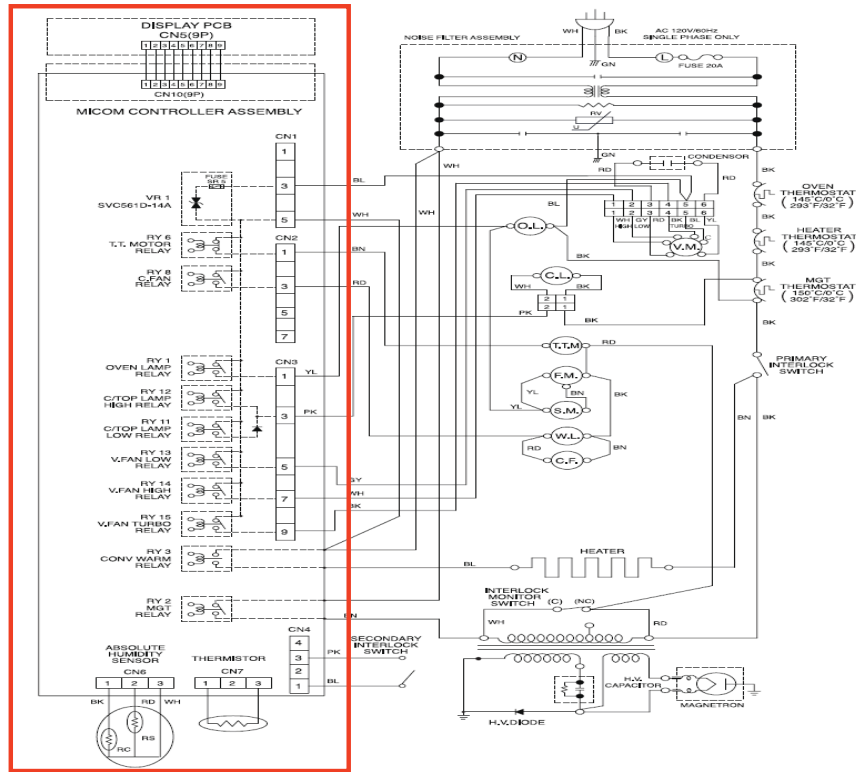 DISPLAY PCB
CN5(9P)
1 2 3 4 5 6 7 8 9
1 2 3 4 5 6 7 8 9
CN10(9P)
MICOM CONTROLLER ASSEMBLY
CN1
1
3
5
FUSE
SR 5
VR 1
SVC561D-14A
RY 6
T.T. MOTOR
RELAY
RY 8
C.FAN
RELAY
CN2
1
3
5
7
RY 1
OVEN LAMP
RELAY
RY 12
C/TOP LAMP
HIGH RELAY
RY 11
C/TOP LAMP
LOW RELAY
RY 13
V.FAN LOW
RELAY
RY 14
V.FAN HIGH
RELAY
RY 15
V.FAN TURBO
RELAY
CN3
1
3
5
7
9
RY 3
CONV WARM
RELAY
RY 2
MGT
RELAY
ABSOLUTE
HUMIDITY
SENSOR
CN6
1 2 3
BK RD WH
RS
RC
THERMISTOR
CN7
1 2 3
CN4
4
3
2
1
PK
BL
SECONDARY
INTERLOCK
SWITCH
BL
WH
BN
RD
YL
PK
GY
WH
BK
BN
NOISE FILTER ASSEMBLY
WH
BK
AC 120V/60Hz
SINGLE PHASE ONLY
GN
N
L
FUSE 20A
RV
U
GN
WH
WH
RD
CONDENSOR
RD
BL
1 2 3 4 5 6
1 2 3 4 5 6
WH GY RD BK BL YL
HIGH LOW TURBO
V.M.
C
O.L.
BK
C.L.
WH
BK
2 1
2 1
PK
BK
T.T.M
RD
F.M.
YL
BN
BK
YL
S.M.
W.L.
RD
BN
C.F.
BK
OVEN
THERMOSTAT
(145°C/0°C
293°F/32°F)
BK
HEATER
THERMOSTAT
(145°C/0°C
293°F/32°F)
BK
MGT
THERMOSTAT
(150°C/0°C
302°F/32°F)
BK
PRIMARY
INTERLOCK
SWITCH
BN
BK
BL
HEATER
INTERLOCK
MONITOR
SWITCH
(C)
(NC)
WH
RD
H.V.
CAPACITOR
H.V.DIODE
MAGNETRON